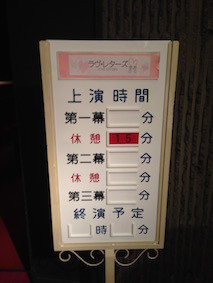 ラヴ・レターズ
上演時間
第一幕 分
休憩 15 分
第二幕 分
休憩 分
第三幕 分
終演予定
時 分